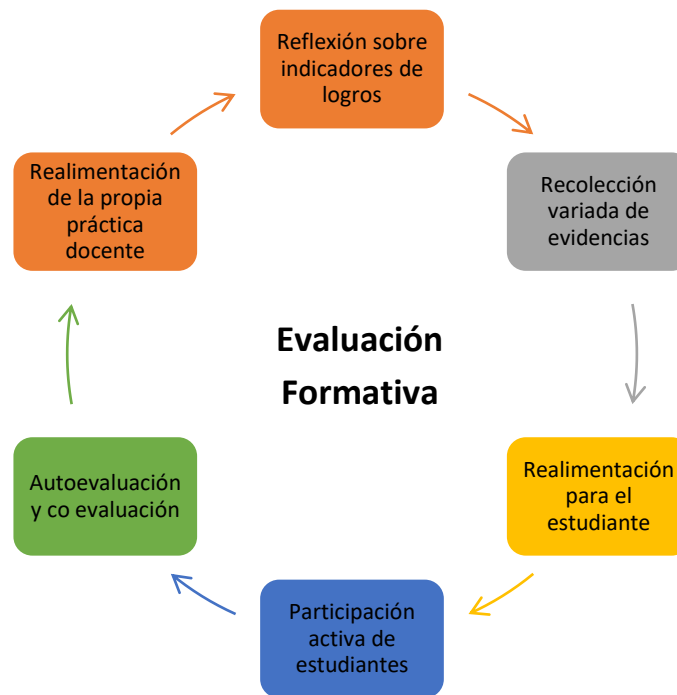 Reflexión sobre
indicadores de
logros
Recolección
variada de
evidencias
Realimentación
para el
estudiante
Participación
activa de
estudiantes
Autoevaluación
y co evaluación
Realimentación
de la propia
práctica
docente
Evaluación
Formativa